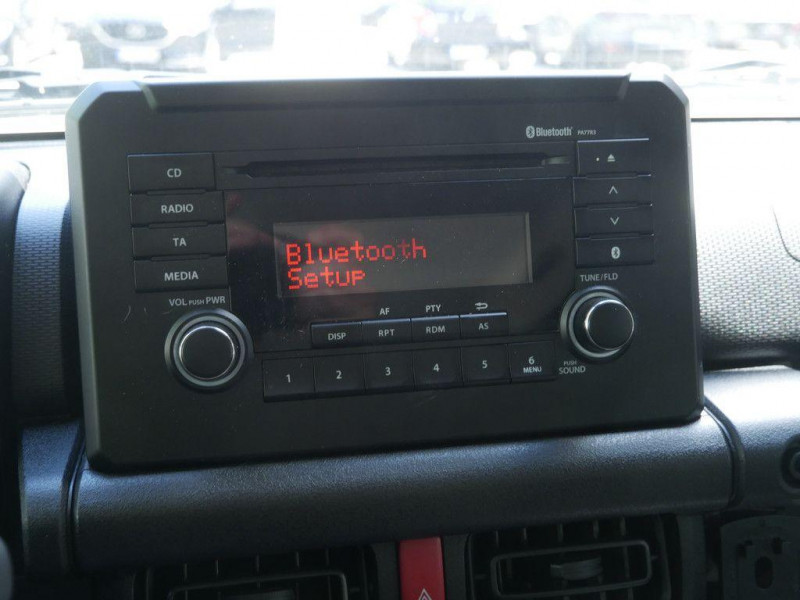 Bluetooth PA7783
CD
RADIO
TA
MEDIA
VOL PUSH PWR
Bluetooth
Setup
TUNE/FLD
AF PTY
DISP RPT RDM AS
1 2 3 4 5 6
MENU
PUSH
SOUND